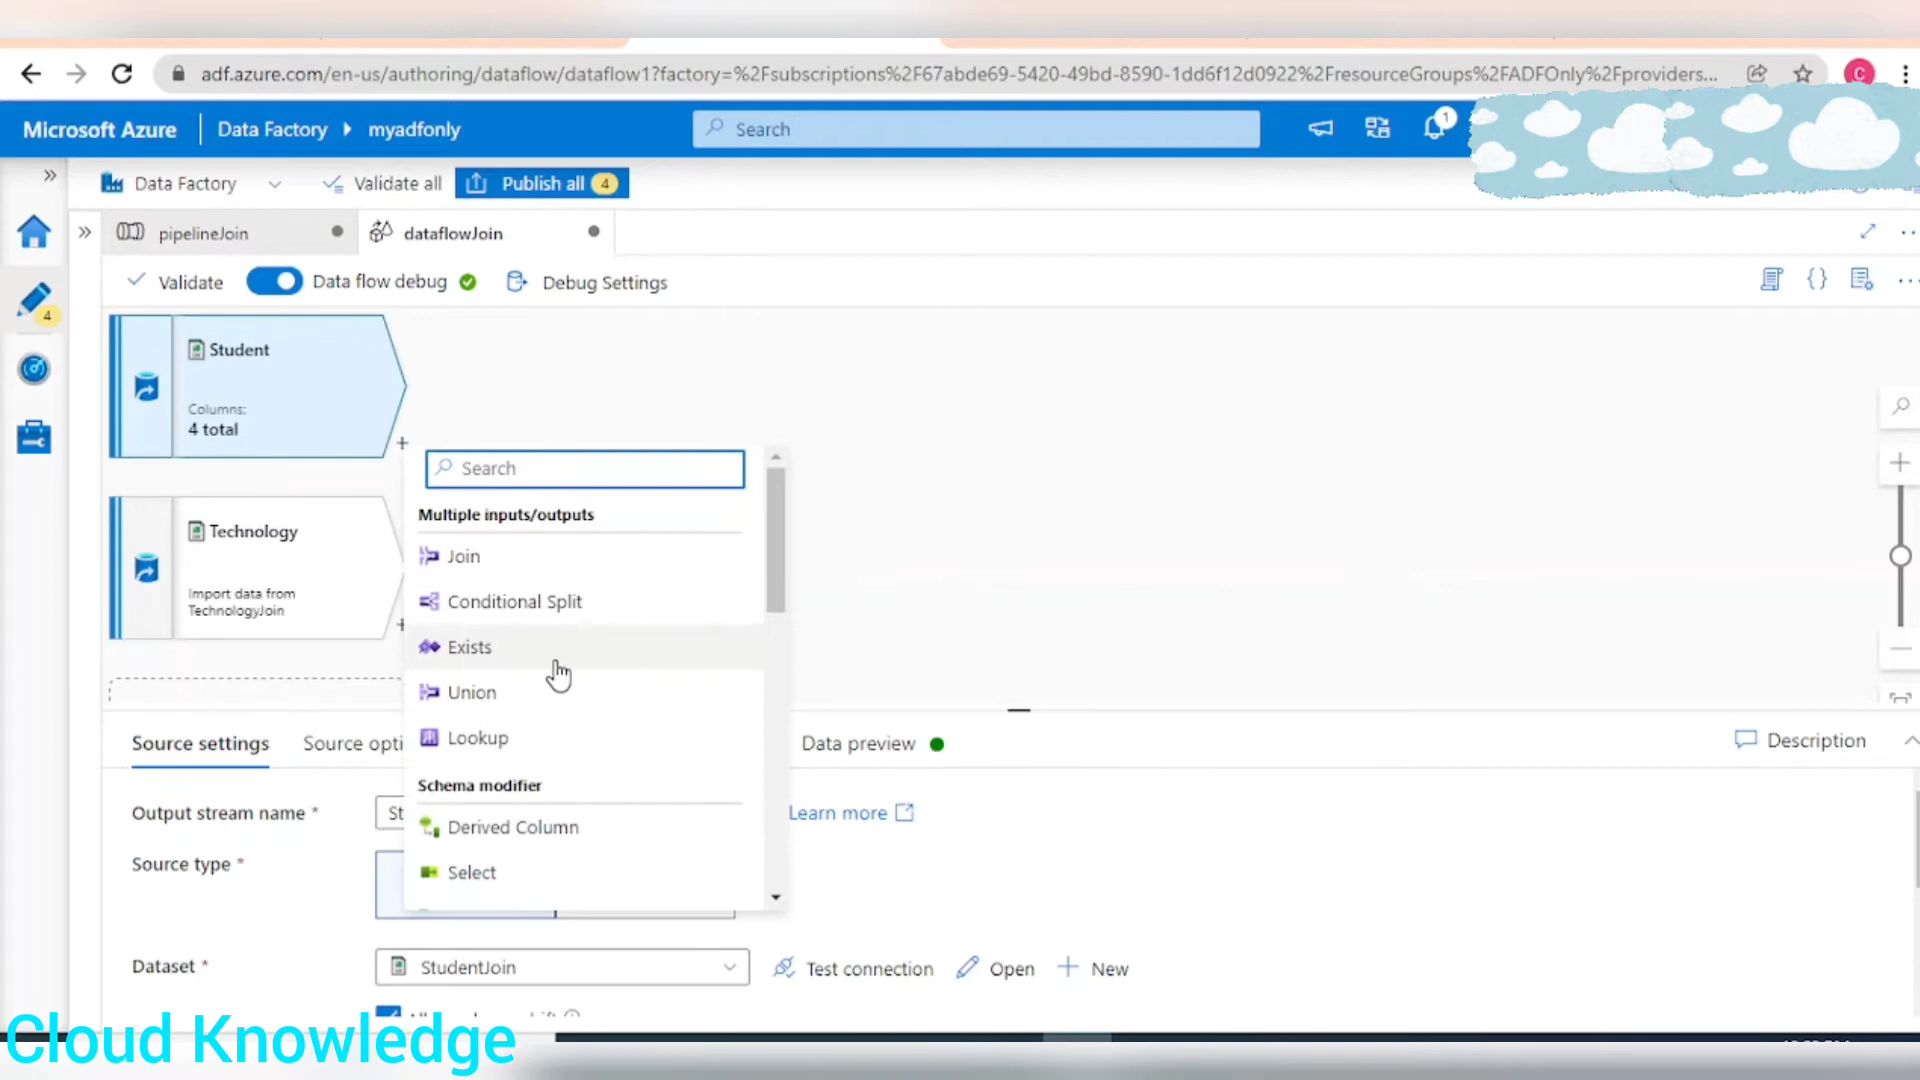 adf.azure.com/en-us/authoring/dataflow/dataflow1?factory=%2Fsubscriptions%2F67abde69-5420-49bd-8590-1dd6f12d0922%2FresourceGroups%2FADFOnly%2Fproviders...
C
Microsoft Azure
Data Factory
myadfonly
Search
1
Data Factory
Validate all
Publish all 4
pipelineJoin
dataflowJoin
Validate
Data flow debug
Debug Settings
4
Student
Columns:
4 total
Search
Multiple inputs/outputs
Join
Conditional Split
Exists
Union
Lookup
Schema modifier
Derived Column
Select
Technology
Import data from
TechnologyJoin
Source settings
Source opti
Data preview
Description
Output stream name *
St
Learn more
Source type *
Dataset *
StudentJoin
Test connection
Open
New
Cloud Knowledge